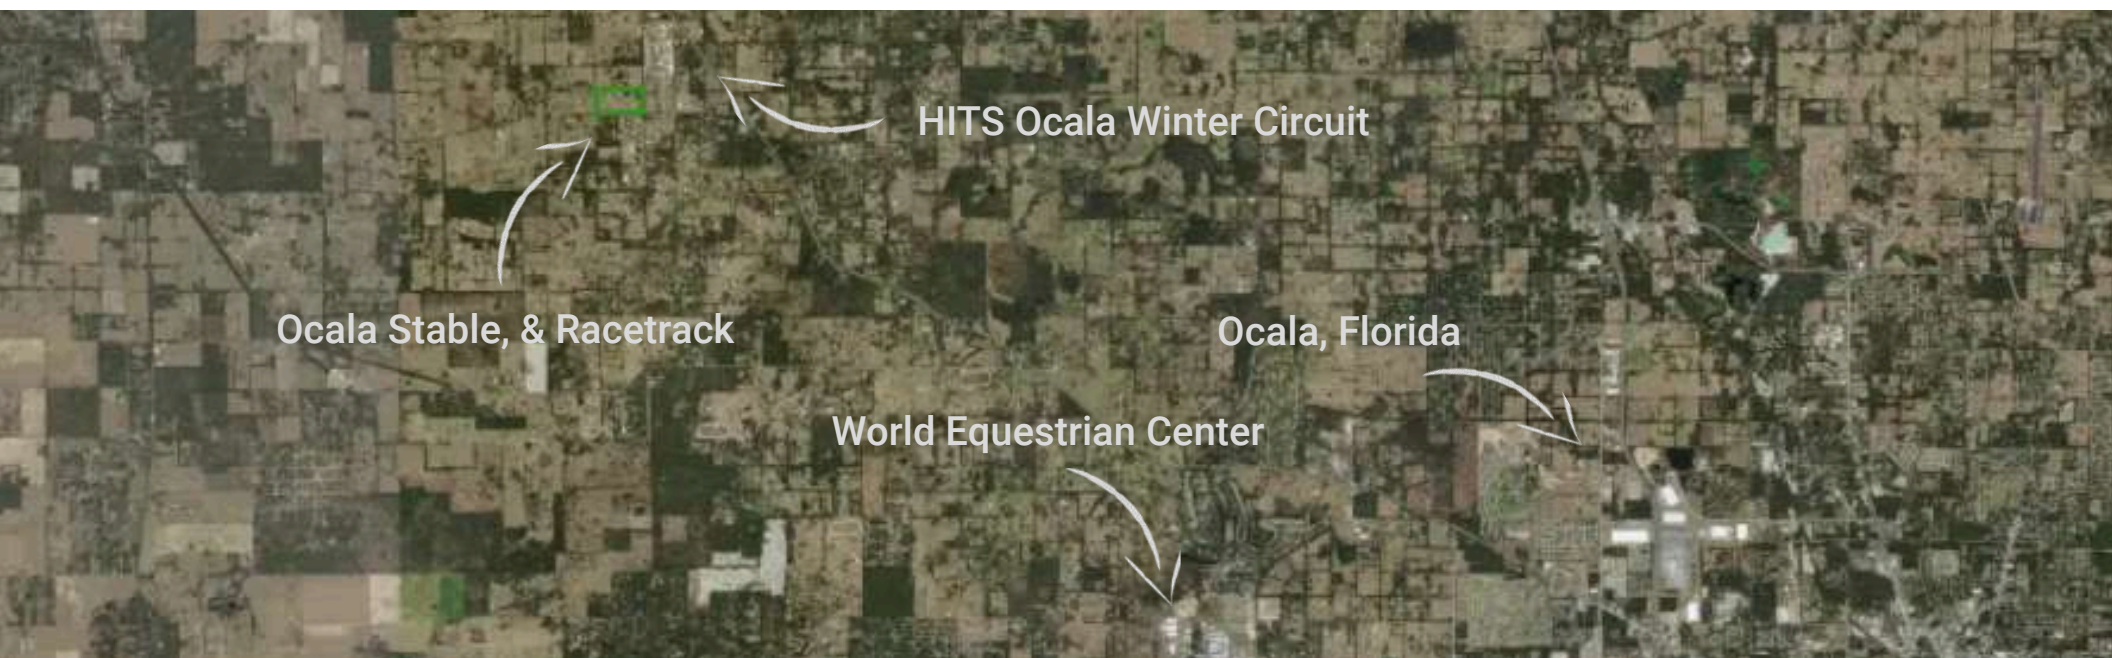 HITS Ocala Winter Circuit
Ocala Stable, & Racetrack
Ocala, Florida
World Equestrian Center